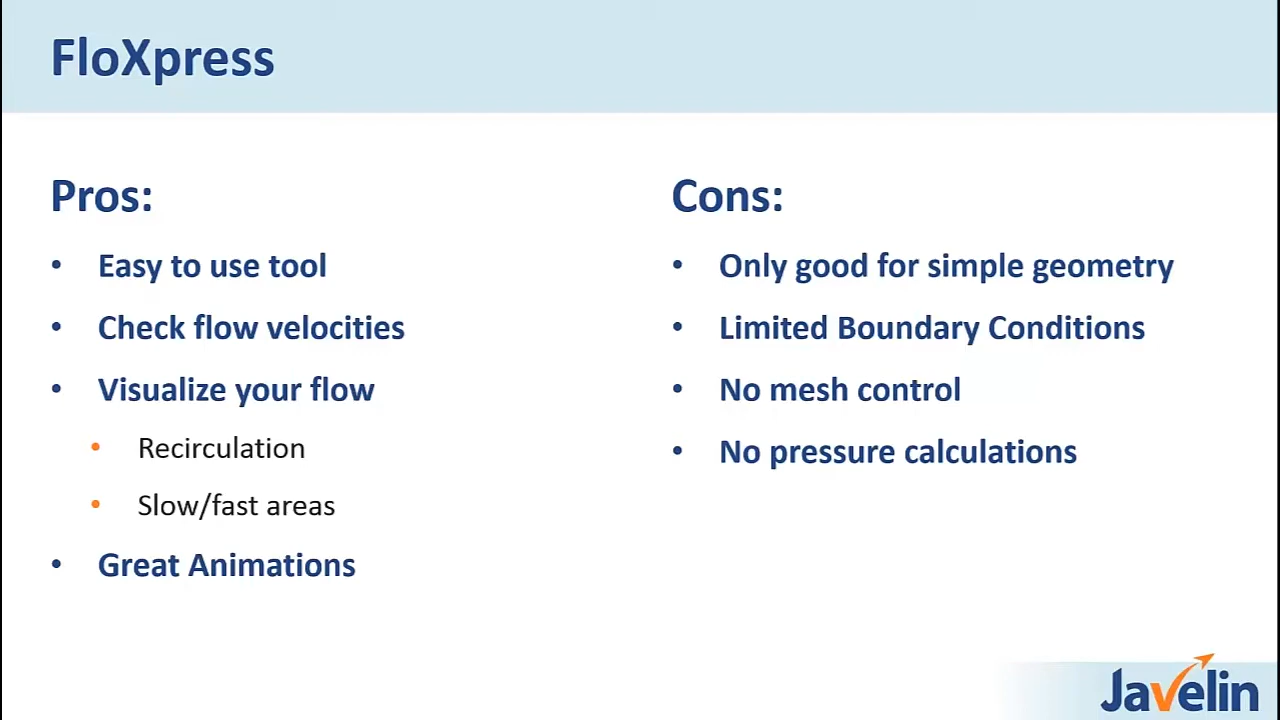 FloXpress
Pros:
• Easy to use tool
• Check flow velocities
• Visualize your flow
• Recirculation
• Slow/fast areas
• Great Animations
Cons:
• Only good for simple geometry
• Limited Boundary Conditions
• No mesh control
• No pressure calculations
Javelin